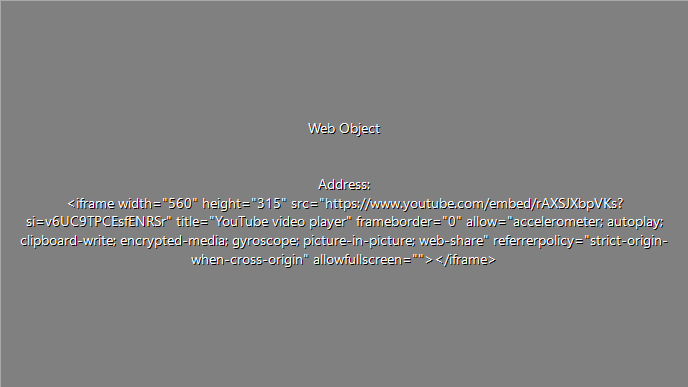 Web Object
Address:
<iframe width="560" height="315" src="https://www.youtube.com/embed/rAXSJXbpVKs?
si=v6UC9TPCEsfENRSr" title="YouTube video player" frameborder="0" allow="accelerometer; autoplay;
clipboard-write; encrypted-media; gyroscope; picture-in-picture; web-share" referrerpolicy="strict-origin-
when-cross-origin" allowfullscreen=""></iframe>